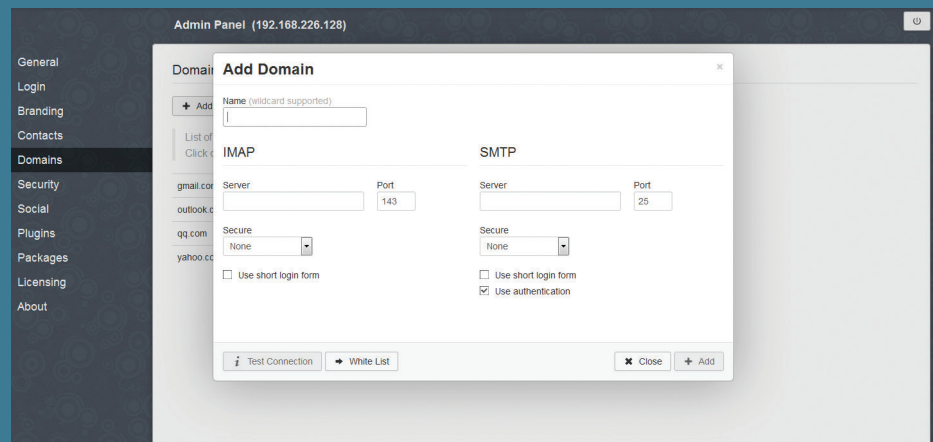 Admin Panel (192.168.226.128)
General
Login
Branding
Contacts
Domains
Security
Social
Plugins
Packages
Licensing
About
+ Add
List of
Click
gmail.co
outlook.
qq.com
yahoo.co
Add Domain ×
Name (wildcard supported)
IMAP SMTP
Server Port Server Port
143 25
Secure Secure
None None
Use short login form Use short login form
Use authentication
i Test Connection White List Close + Add